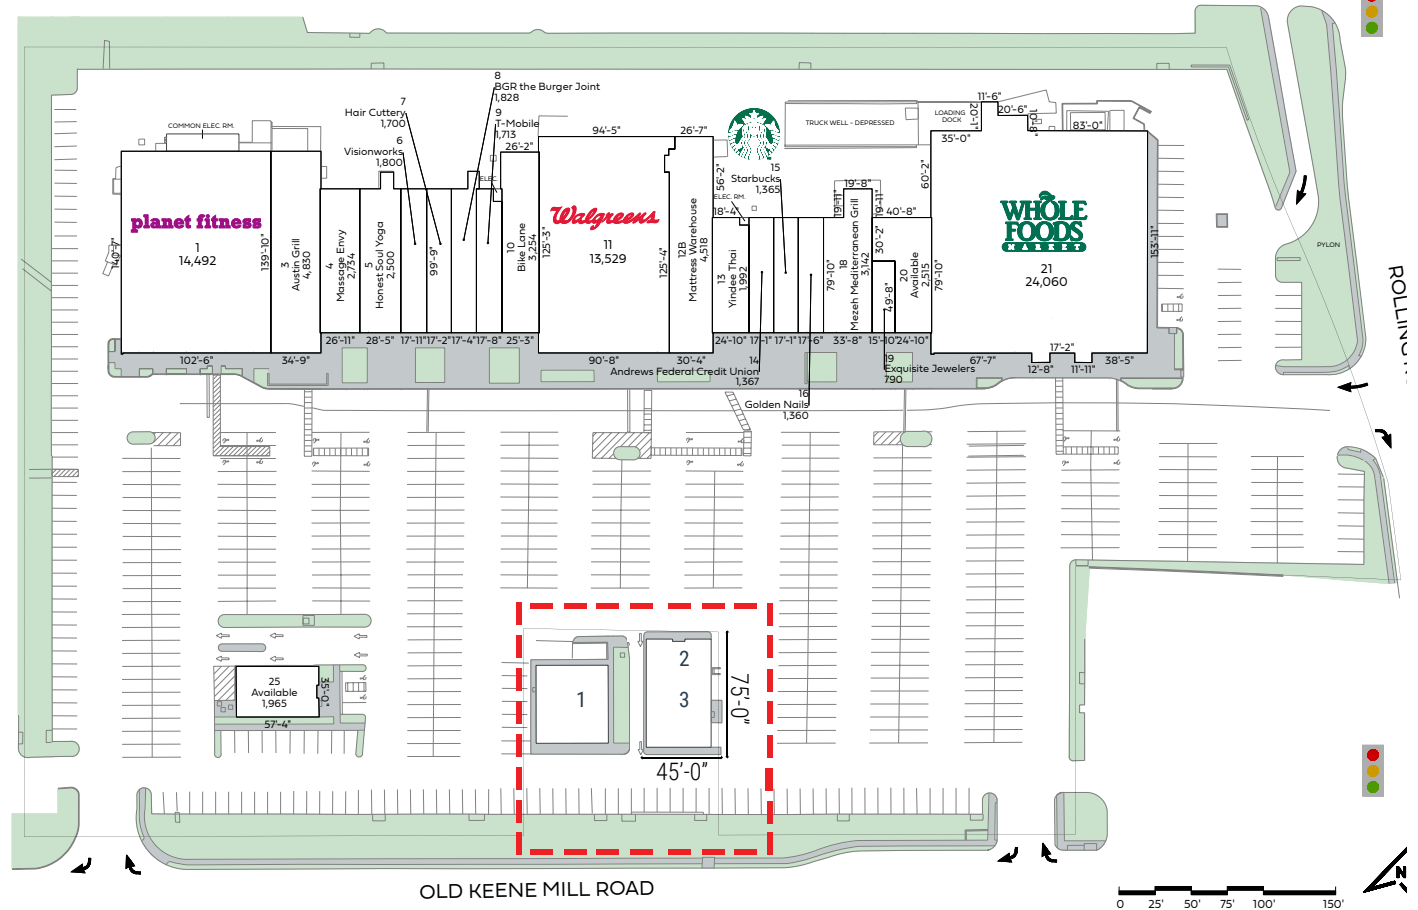 8
BGR the Burger Joint
1,828
7
Hair Cuttery
1,700
9
T-Mobile
1,713
6
Visionworks
1,800
COMMON ELEC. RM.
ELEC.
26'-2"
94'-5"
26'-7"
TRUCK WELL - DEPRESSED
LOADING
DOCK
11'-6"
20'-1"
20'-6"
10'-8"
83'-0"
35'-0"
planet fitness
1
14,492
140'-7"
139'-10"
3
Austin Grill
4,830
4
Massage Envy
2,734
5
Honest Soul Yoga
2,500
99'-9"
10
Bike Lane
3,254
125'-3"
Walgreens
11
13,529
125'-4"
12B
Mattress Warehouse
4,518
56'-2"
ELEC. RM.
18'-4"
15
Starbucks
1,365
13
Yindee Thai
1,992
79'-10"
19'-8"
19'-11"
19'-11"
18
Mezeh Mediterranean Grill
3,142
40'-8"
30'-2"
49'-8"
60'-2"
20
Available
2,515
79'-10"
WHOLE
FOODS
MARKET
21
24,060
153'-11"
PYLON
ROLLING
102'-6"
34'-9"
26'-11"
28'-5"
17'-11"
17'-2"
17'-4"
17'-8"
25'-3"
90'-8"
30'-4"
24'-10"
17'-1"
17'-1"
17'-6"
33'-8"
15'-10"
24'-10"
67'-7"
17'-2"
12'-8"
11'-11"
38'-5"
14
Andrews Federal Credit Union
1,367
19
Exquisite Jewelers
790
16
Golden Nails
1,360
25
Available
1,965
35'-0"
57'-4"
1
2
3
75'-0"
45'-0"
OLD KEENE MILL ROAD
N
0 25' 50' 75' 100' 150'